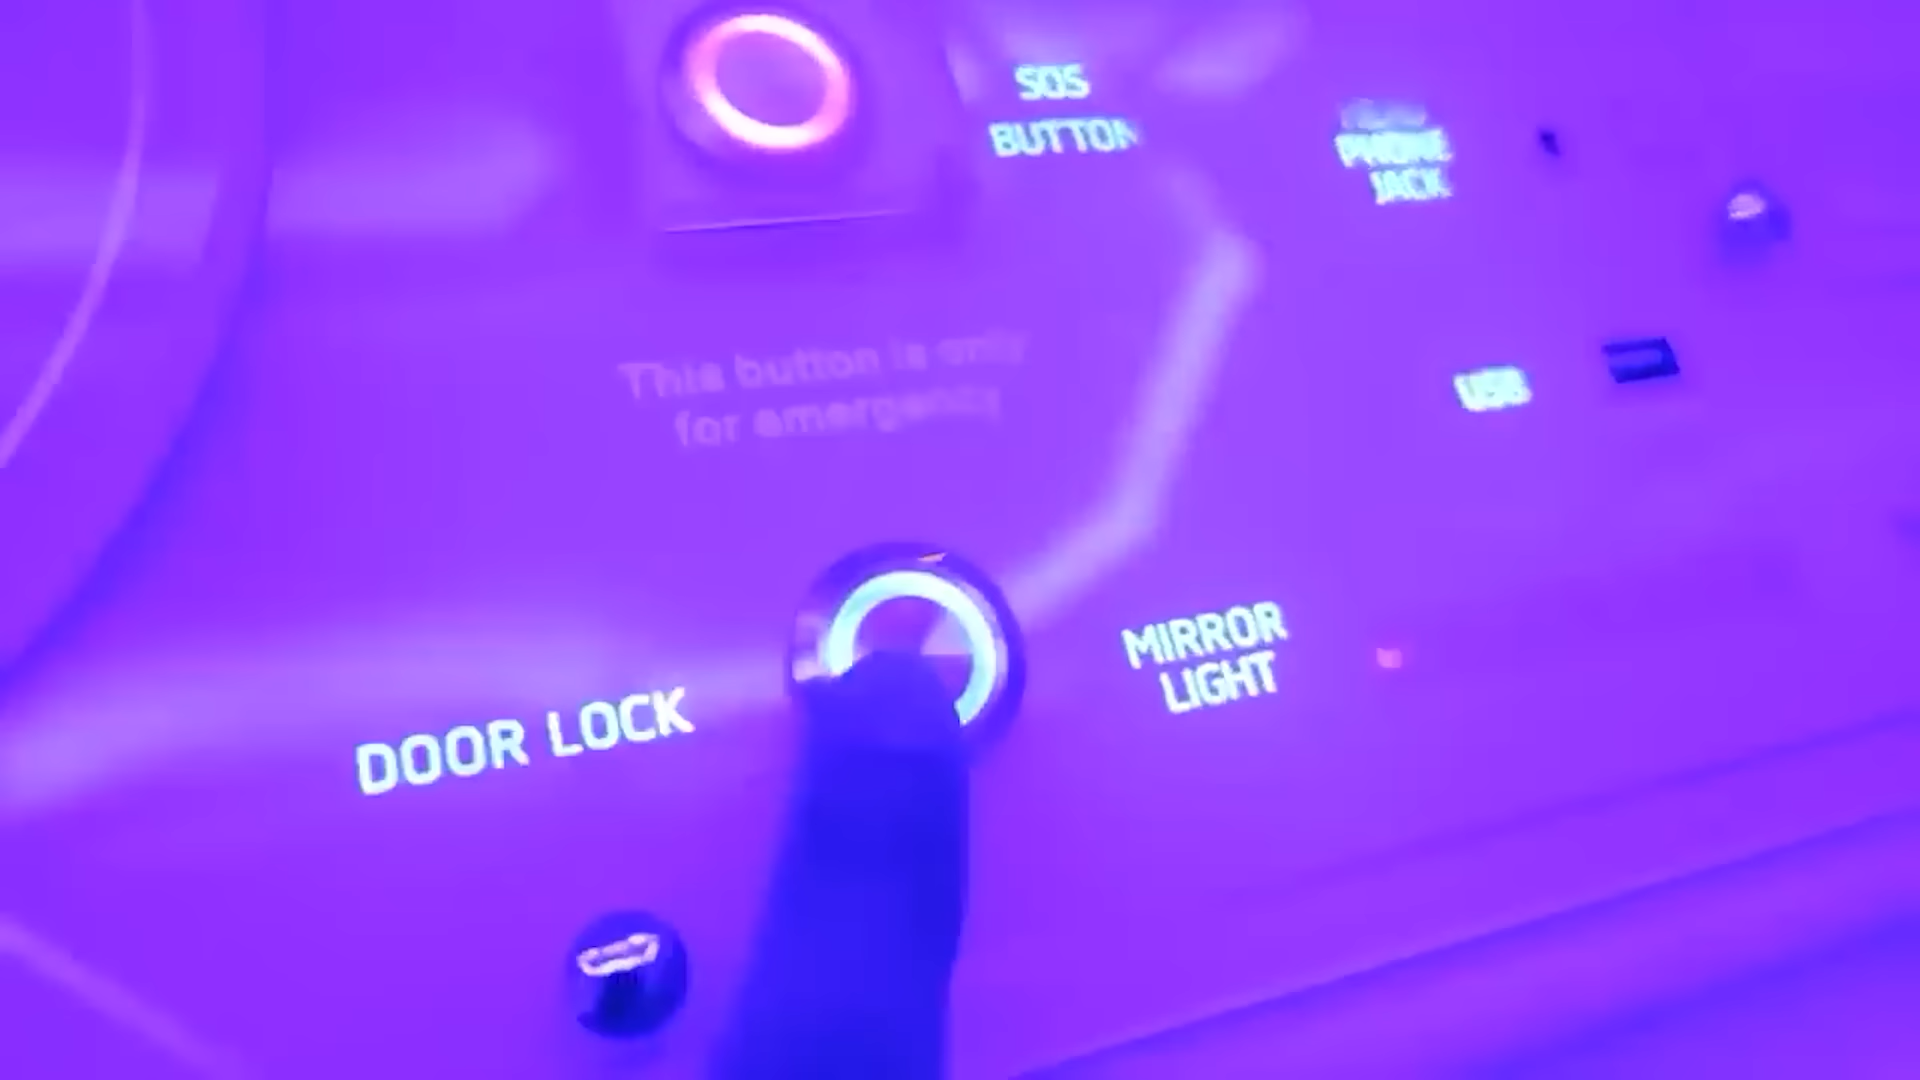 SOS
BUTTON
PHONE
JACK
This button is only
for emergency
USB
MIRROR
LIGHT
DOOR LOCK